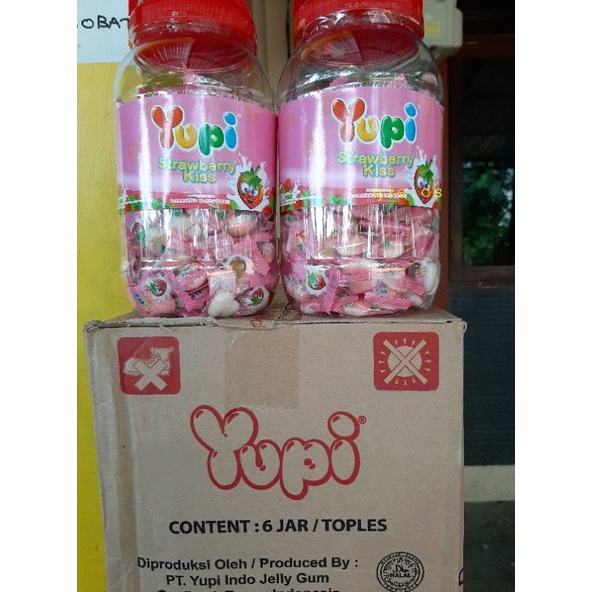 OBAT
Yupi
Strawberry
Kiss
Yupi
Strawberry
Kiss
Yupi®
CONTENT : 6 JAR / TOPLES
Diproduksi Oleh / Produced By :
PT. Yupi Indo Jelly Gum
HALAL